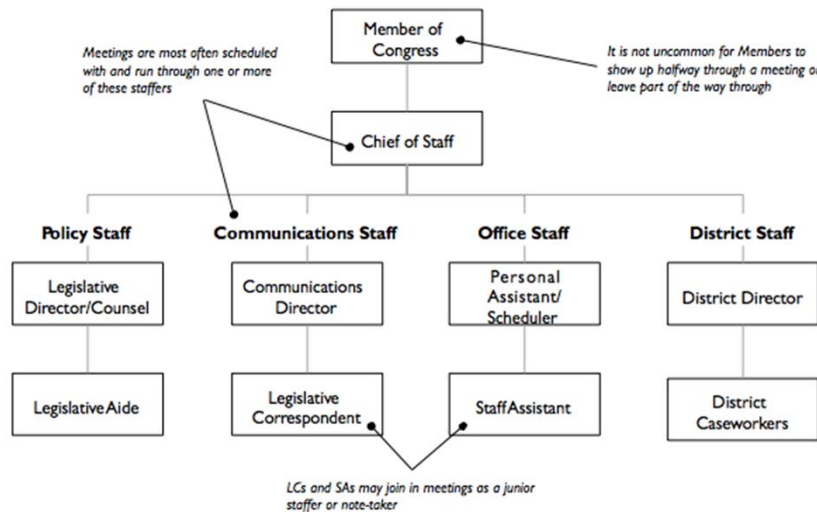 Member of
Congress
Meetings are most often scheduled
with and run through one or more
of these staffers
It is not uncommon for Members to
show up halfway through a meeting
leave part of the way through
Chief of Staff
Policy Staff
Communications Staff
Office Staff
District Staff
Legislative
Director/Counsel
Communications
Director
Personal
Assistant/
Scheduler
District Director
Legislative Aide
Legislative
Correspondent
Staff Assistant
District
Caseworkers
LCs and SAs may join in meetings as a junior
staffer or note-taker